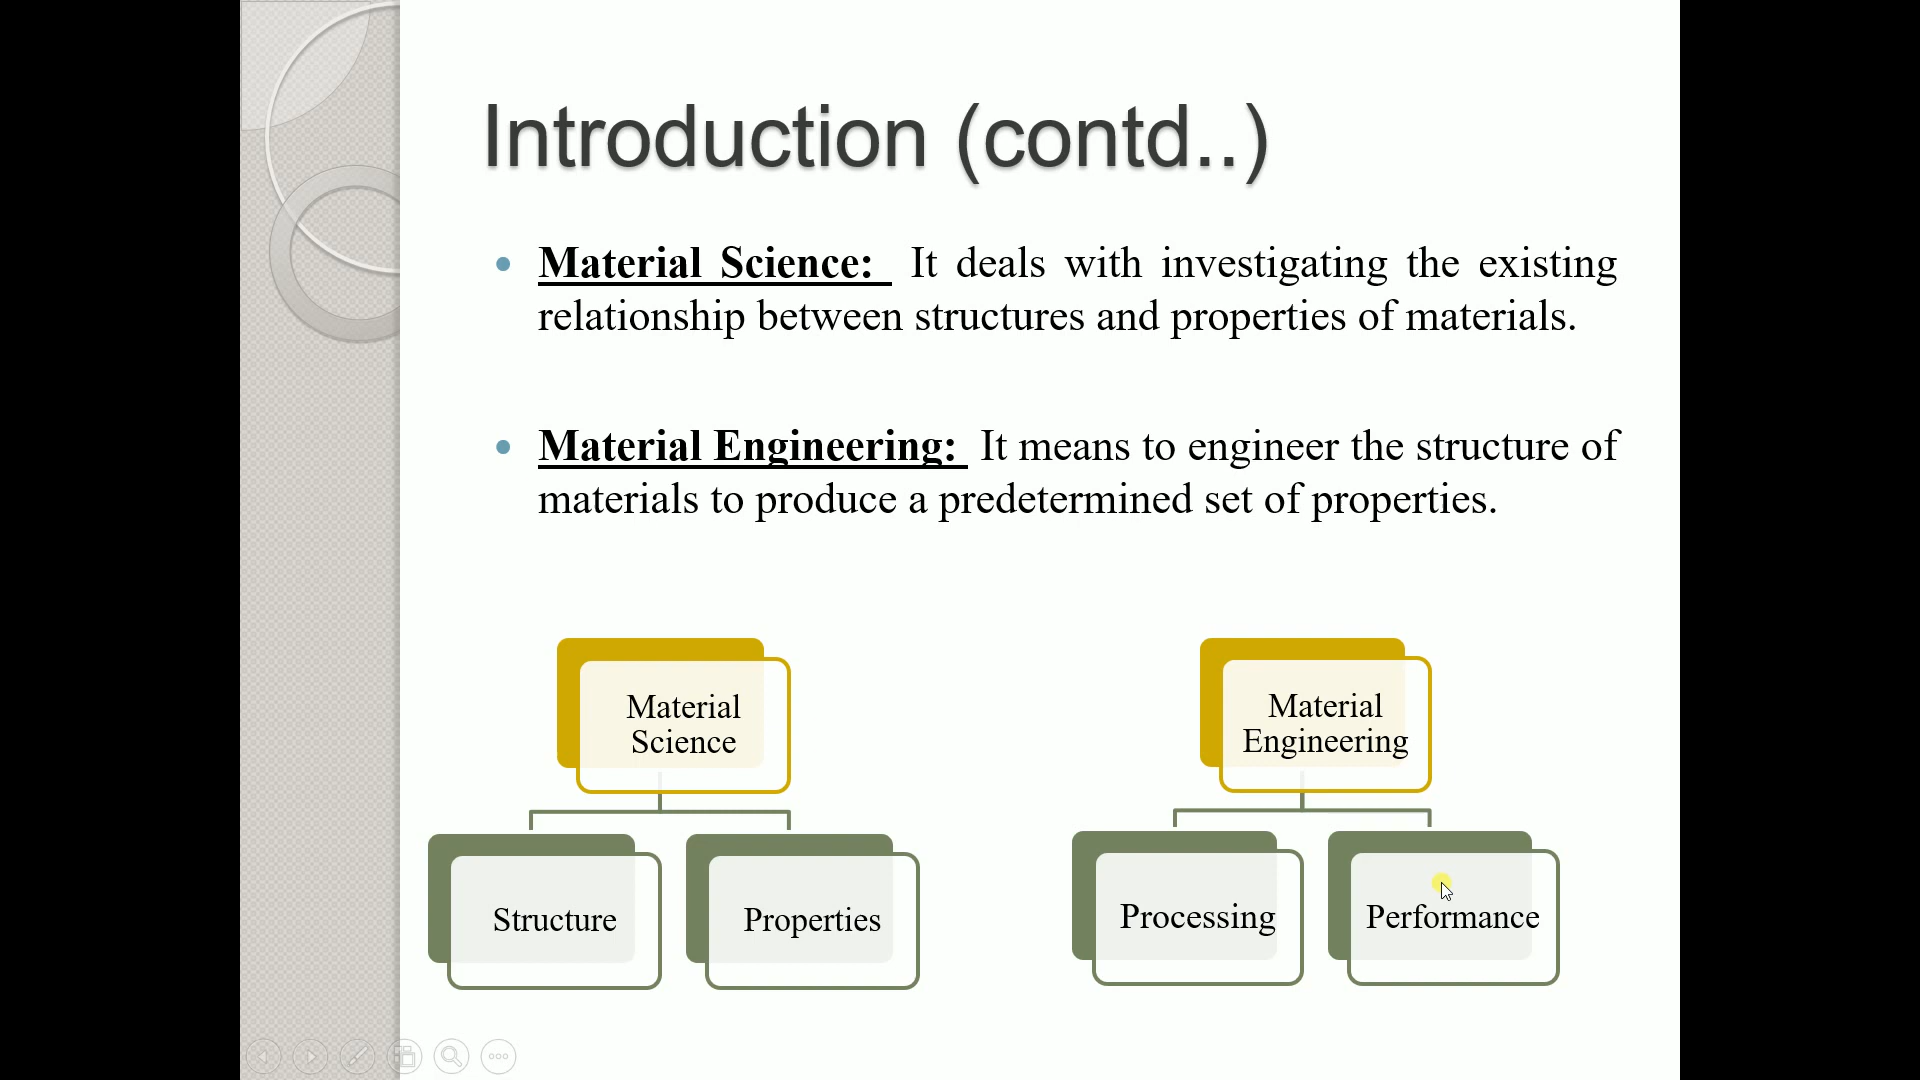 Introduction (contd..)
Material Science: It deals with investigating the existing
relationship between structures and properties of materials.
Material Engineering: It means to engineer the structure of
materials to produce a predetermined set of properties.
Material
Science
Structure
Properties
Material
Engineering
Processing
Performance